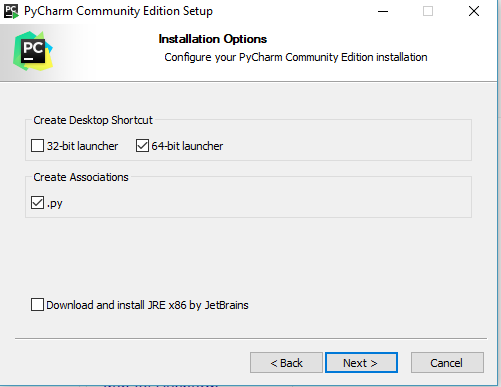 PyCharm Community Edition Setup
PC
Installation Options
Configure your PyCharm Community Edition installation
Create Desktop Shortcut
32-bit launcher 64-bit launcher
Create Associations
.py
Download and install JRE x86 by JetBrains
< Back Next > Cancel